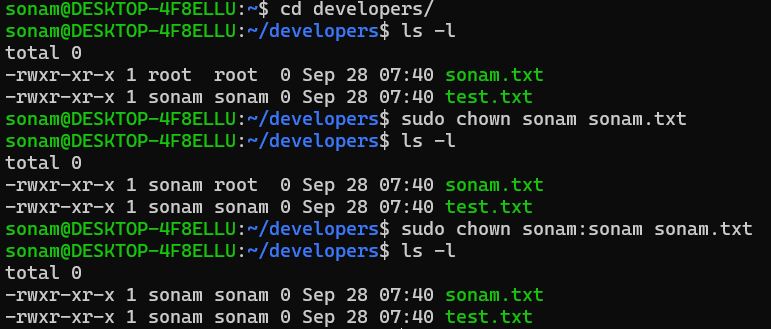 sonam@DESKTOP-4F8ELLU:~$ cd developers/
sonam@DESKTOP-4F8ELLU:~/developers$ ls -l
total 0
-rwxr-xr-x 1 root  root  0 Sep 28 07:40 sonam.txt
-rwxr-xr-x 1 sonam sonam 0 Sep 28 07:40 test.txt
sonam@DESKTOP-4F8ELLU:~/developers$ sudo chown sonam sonam.txt
sonam@DESKTOP-4F8ELLU:~/developers$ ls -l
total 0
-rwxr-xr-x 1 sonam root  0 Sep 28 07:40 sonam.txt
-rwxr-xr-x 1 sonam sonam 0 Sep 28 07:40 test.txt
sonam@DESKTOP-4F8ELLU:~/developers$ sudo chown sonam:sonam sonam.txt
sonam@DESKTOP-4F8ELLU:~/developers$ ls -l
total 0
-rwxr-xr-x 1 sonam sonam 0 Sep 28 07:40 sonam.txt
-rwxr-xr-x 1 sonam sonam 0 Sep 28 07:40 test.txt